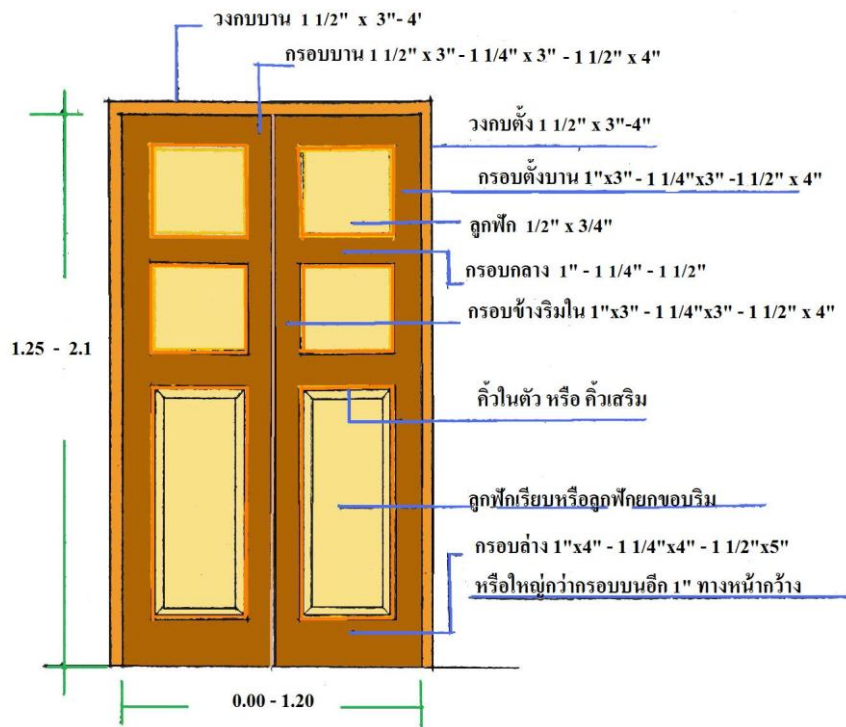 วงกบบาน 1 1/2" x 3"- 4'
กรอบบาน 1 1/2" x 3" - 1 1/4" x 3" - 1 1/2" x 4"
วงกบตั้ง 1 1/2" x 3"-4"
กรอบตั้งบาน 1"x3" - 1 1/4"x3" -1 1/2" x 4"
ลูกฟัก 1/2" x 3/4"
กรอบกลาง 1" - 1 1/4" - 1 1/2"
กรอบข้างริมใน 1"x3" - 1 1/4"x3" - 1 1/2" x 4"
1.25 - 2.1
คิ้วในตัว หรือ คิ้วเสริม
ลูกฟักเรียบหรือลูกฟักยกขอบริม
กรอบล่าง 1"x4" - 1 1/4"x4" - 1 1/2"x5"
หรือใหญ่กว่ากรอบบนอีก 1" ทางหน้ากว้าง
0.00 - 1.20